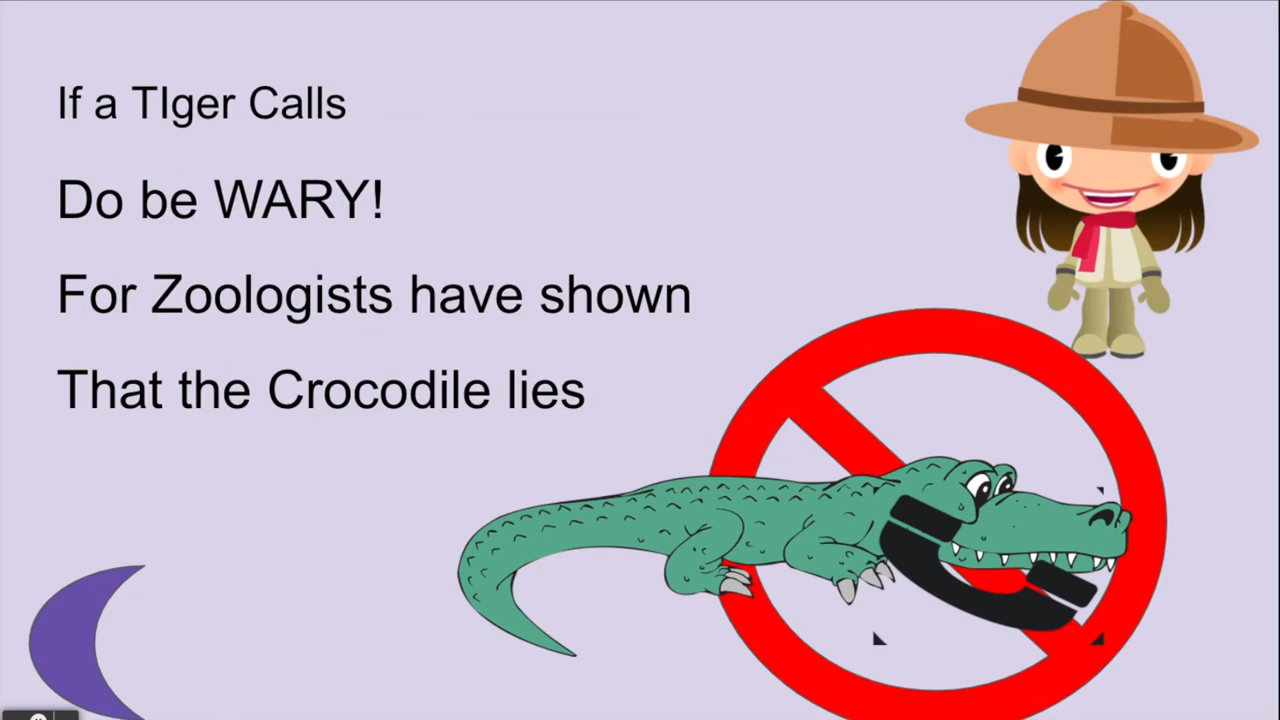 If a TIger Calls
Do be WARY!
For Zoologists have shown
That the Crocodile lies